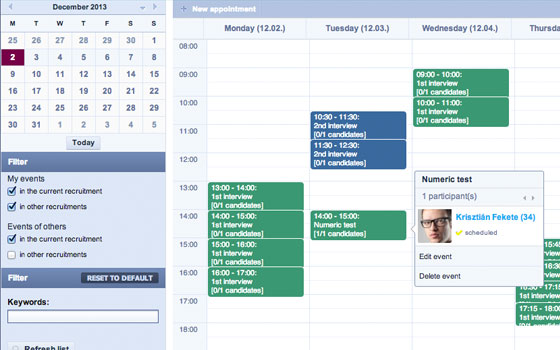 December 2013
M T W T F S S
25 26 27 28 29 30 1
2 3 4 5 6 7 8
9 10 11 12 13 14 15
16 17 18 19 20 21 22
23 24 25 26 27 28 29
30 31 1 2 3 4 5
Today
Filter
My events
in the current recruitment
in other recruitments
Events of others
in the current recruitment
in other recruitments
Filter RESET TO DEFAULT
Keywords:
Refresh list
+ New appointment
Monday (12.02.) Tuesday (12.03.) Wednesday (12.04.) Thursda
08:00
09:00
10:00
11:00
12:00
13:00
14:00
15:00
16:00
17:00
18:00
13:00 - 14:00:
1st interview
[0/1 candidates]
14:00 - 15:00:
1st interview
[0/1 candidates]
15:00 - 16:00:
1st interview
[0/1 candidates]
16:00 - 17:00:
1st interview
[0/1 candidates]
10:30 - 11:30:
2nd interview
[0/1 candidates]
11:30 - 12:30:
2nd interview
[0/1 candidates]
14:00 - 15:00:
Numeric test
[1/1 candidates]
09:00 - 10:00:
1st interview
[0/1 candidates]
10:00 - 11:00:
1st interview
[0/1 candidates]
Numeric test
1 participant(s)
Krisztián Fekete (34)
scheduled
Edit event
Delete event
1st interview
17:15 - 18:00
1st interview
[0/1 candidates]